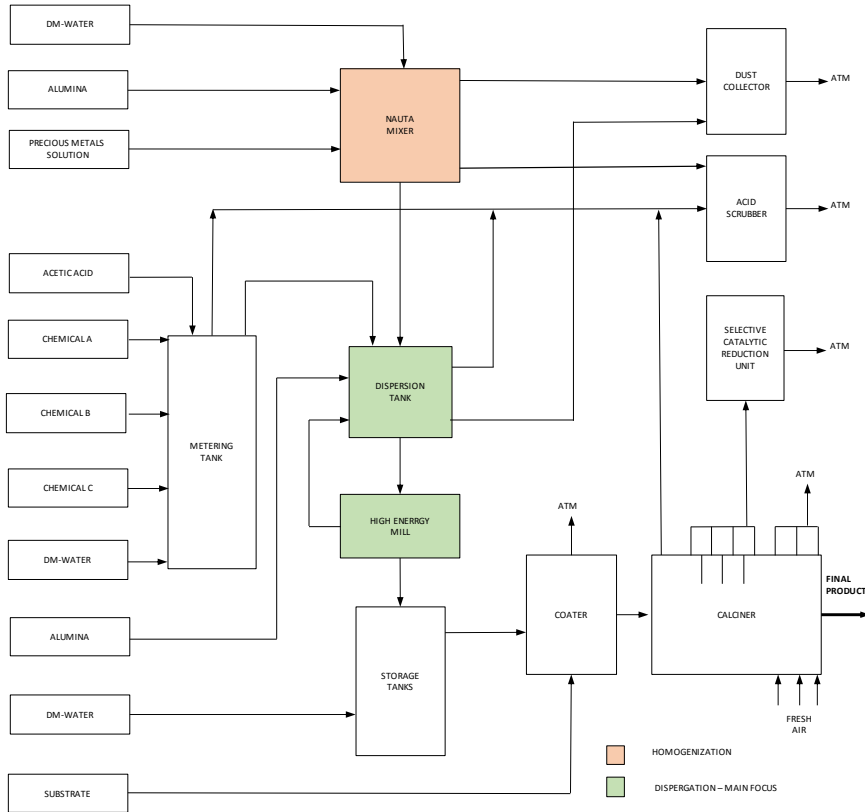 DM-WATER
ALUMINA
PRECIOUS METALS
SOLUTION
NAUTA
MIXER
DUST
COLLECTOR
ATM
ACID
SCRUBBER
ATM
ACETIC ACID
CHEMICAL A
CHEMICAL B
CHEMICAL C
DM-WATER
METERING
TANK
DISPERSION
TANK
SELECTIVE
CATALYTIC
REDUCTION
UNIT
ATM
HIGH ENERRGY
MILL
ATM
ATM
ALUMINA
DM-WATER
SUBSTRATE
STORAGE
TANKS
COATER
CALCINER
FINAL
PRODUCT
FRESH
AIR
HOMOGENIZATION
DISPERGATION – MAIN FOCUS